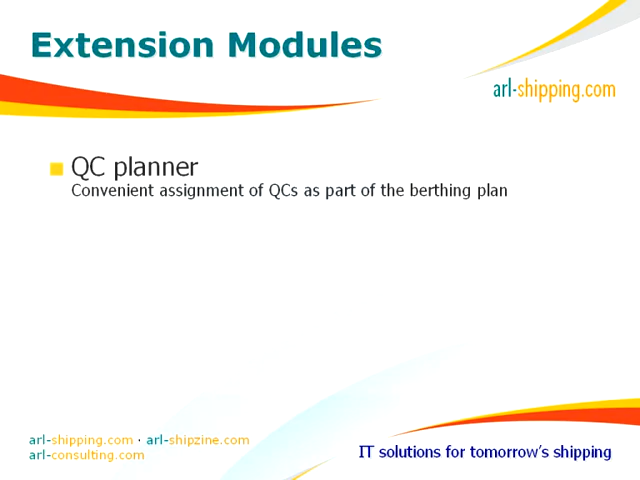 Extension Modules
arl-shipping.com
QC planner
Convenient assignment of QCs as part of the berthing plan
arl-shipping.com · arl-shipzine.com
arl-consulting.com
IT solutions for tomorrow's shipping